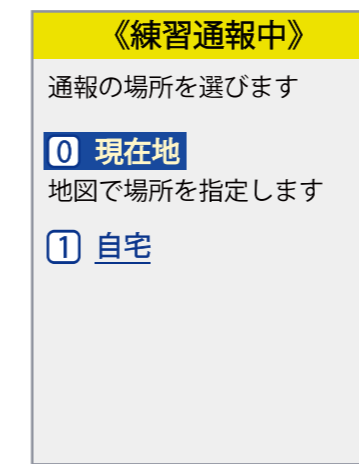 《練習通報中》
通報の場所を選びます
0 現在地
地図で場所を指定します
1 自宅